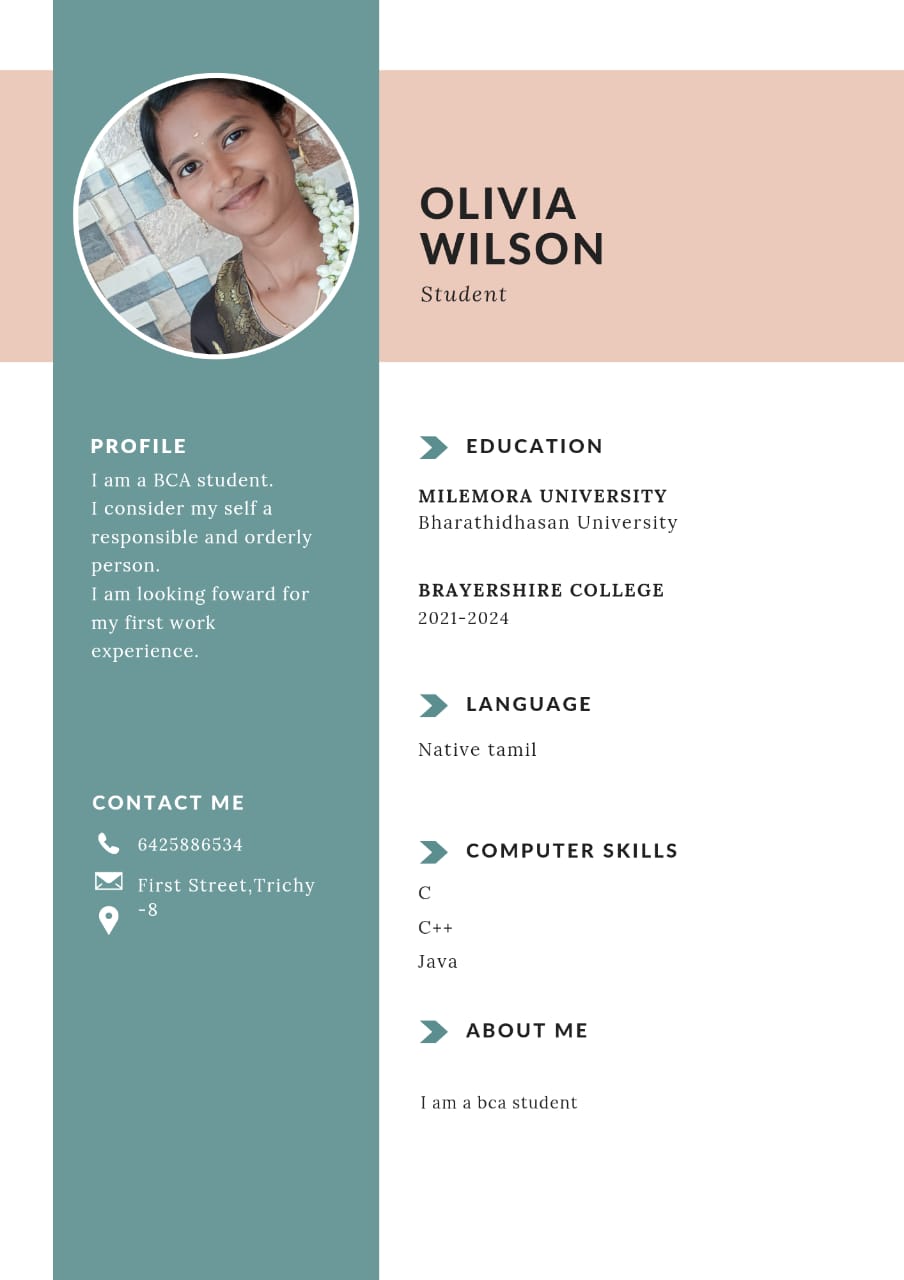 OLIVIA
WILSON
Student
PROFILE
I am a BCA student.
I consider my self a
responsible and orderly
person.
I am looking foward for
my first work
experience.
CONTACT ME
6425886534
First Street,Trichy
-8
EDUCATION
MILEMORA UNIVERSITY
Bharathidhasan University
BRAYERSHIRE COLLEGE
2021-2024
LANGUAGE
Native tamil
COMPUTER SKILLS
C
C++
Java
ABOUT ME
I am a bca student